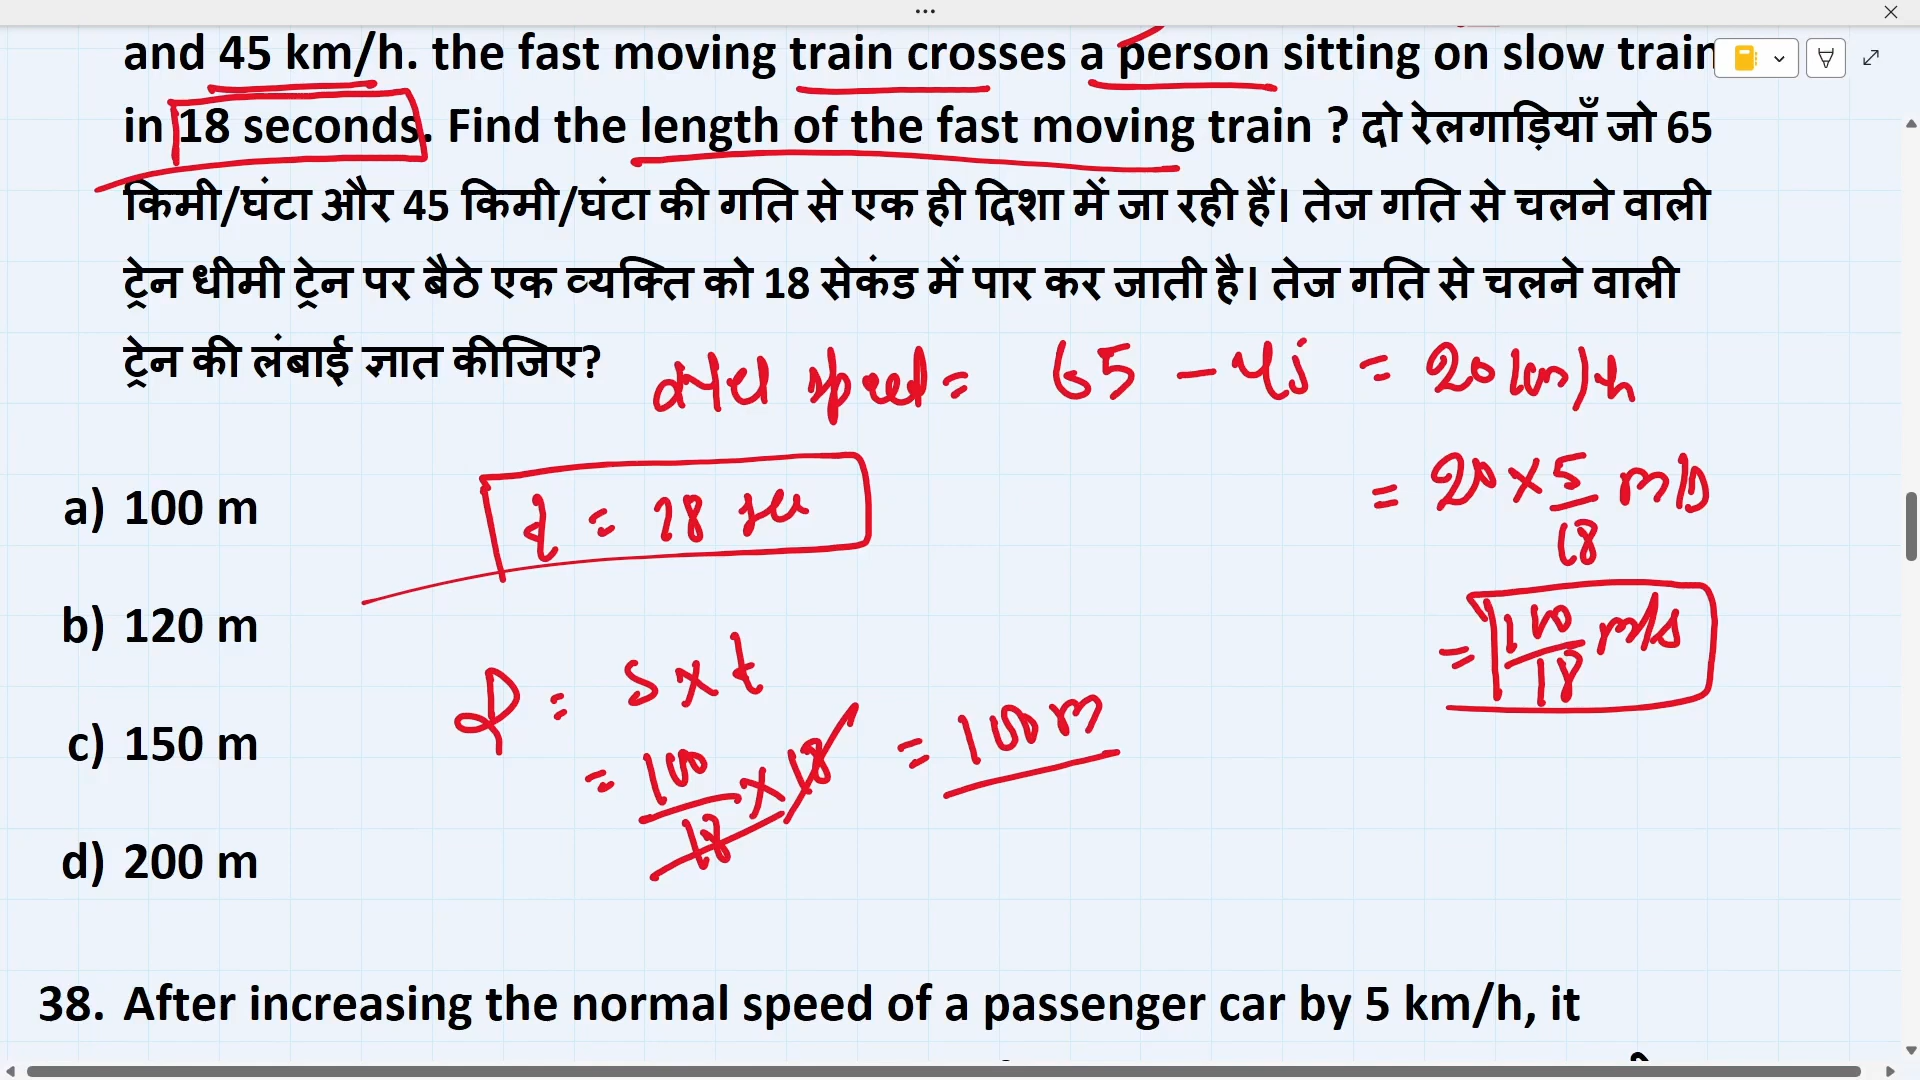 and 45 km/h. the fast moving train crosses a person sitting on slow train
in 18 seconds. Find the length of the fast moving train ? दो रेलगाड़ियाँ जो 65
किमी/घंटा और 45 किमी/घंटा की गति से एक ही दिशा में जा रही हैं। तेज गति से चलने वाली
ट्रेन धीमी ट्रेन पर बैठे एक व्यक्ति को 18 सेकंड में पार कर जाती है। तेज गति से चलने वाली
ट्रेन की लंबाई ज्ञात कीजिए?
speed = 65 - 45 = 20 km/h
= 20 × 5/18 m/s
a) 100 m
t = 18 sec
= 100/18 m/s
b) 120 m
D = s × t
c) 150 m
= 100/18 × 18 = 100 m
d) 200 m
38. After increasing the normal speed of a passenger car by 5 km/h, it